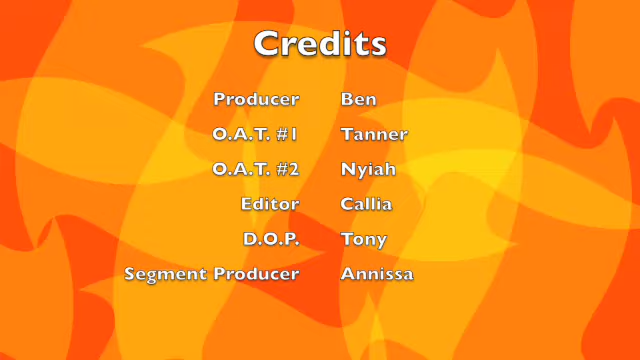 Credits
Producer Ben
O.A.T. #1 Tanner
O.A.T. #2 Nyiah
Editor Callia
D.O.P. Tony
Segment Producer Annissa